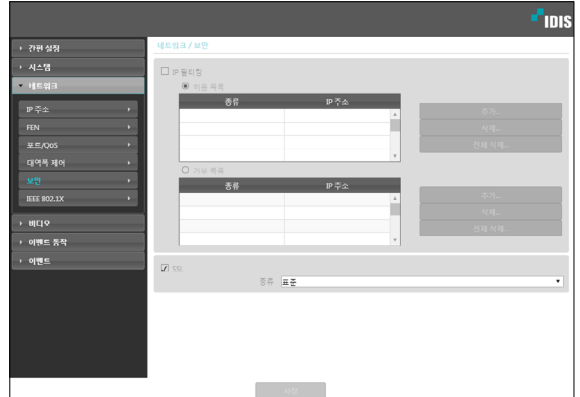 IDIS
간편 설정
시스템
네트워크
IP 주소
FEN
포트/QoS
대역폭 제어
보안
IEEE 802.1X
비디오
이벤트 동작
이벤트
네트워크 / 보안
IP 필터링
허용 목록
종류 IP 주소
추가...
삭제...
전체 삭제...
거부 목록
종류 IP 주소
추가...
삭제...
전체 삭제...
SSL
종류 표준
저장